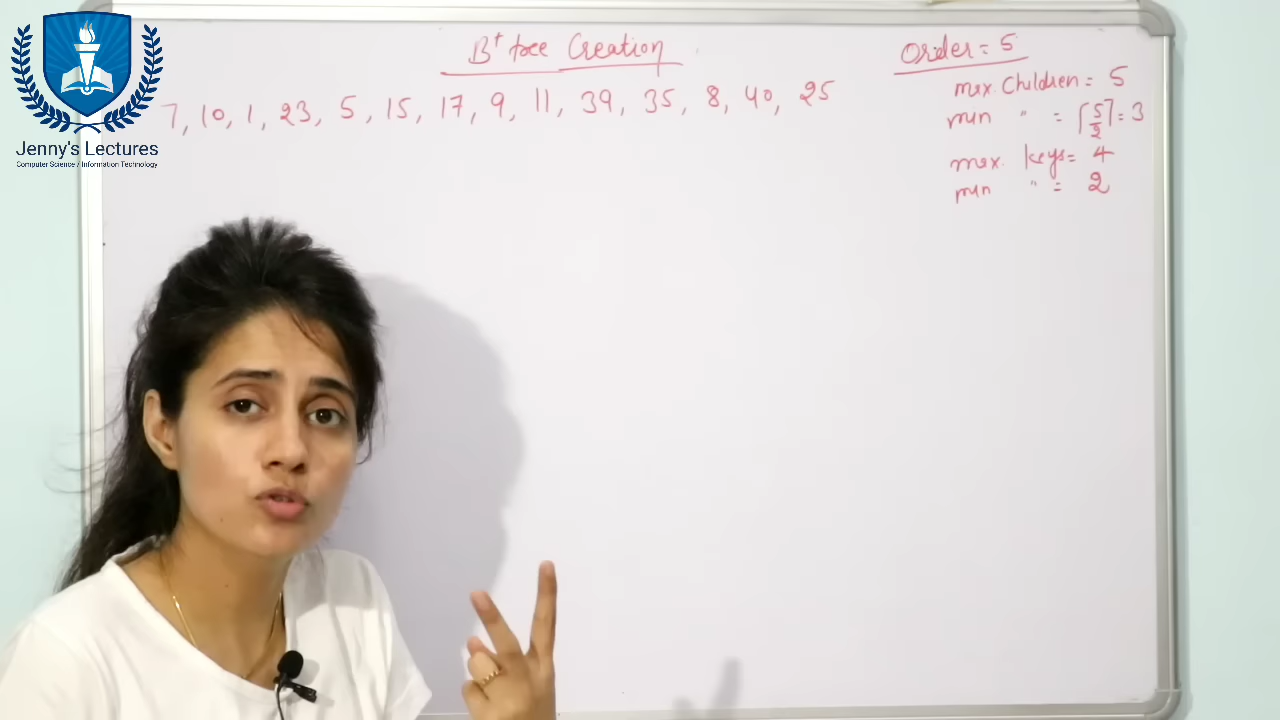 Jenny's Lectures
Computer Science / Information Technology
B+ tree Creation
7, 10, 1, 23, 5, 15, 17, 9, 11, 39, 35, 8, 40, 25
Order = 5
max. Children = 5
min " = ⌈5/2⌉ = 3
max. keys = 4
min " = 2